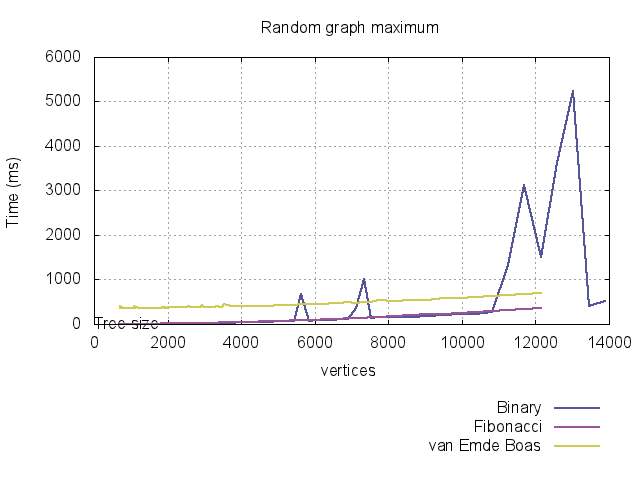 Random graph maximum
6000
5000
4000
3000
2000
1000
0
Time (ms)
Tree size
0 2000 4000 6000 8000 10000 12000 14000
vertices
Binary
Fibonacci
van Emde Boas